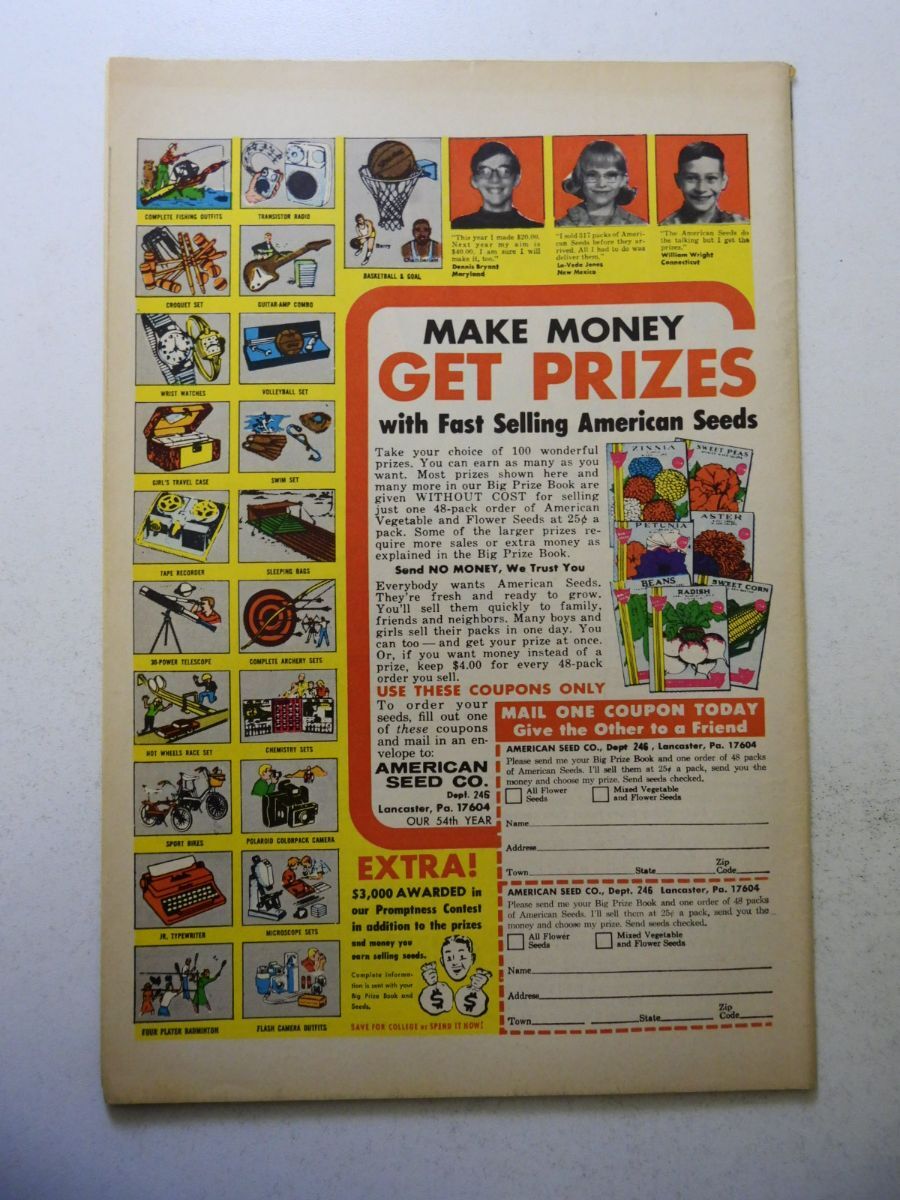 COMPLETE FISHING OUTFITS
TRANSISTOR RADIO
Barry
Chamberlain
BASKETBALL & GOAL
"This year I made $20.00.
Next year my aim is
$40.00. I am sure I will
make it, too."
Dennis Bryant
Maryland
"I sold 517 packs of Ameri-
can Seeds before they ar-
rived. All I had to do was
deliver them."
La-Vada Jones
New Mexico
"The American Seeds do
the talking but I get the
prizes."
William Wright
Connecticut
CROQUET SET
GUITAR-AMP COMBO
WRIST WATCHES
VOLLEYBALL SET
GIRL'S TRAVEL CASE
SWIM SET
TAPE RECORDER
SLEEPING BAGS
30-POWER TELESCOPE
COMPLETE ARCHERY SETS
HOT WHEELS RACE SET
CHEMISTRY SETS
SPORT BIKES
POLAROID COLORPACK CAMERA
JR. TYPEWRITER
MICROSCOPE SETS
FOUR PLAYER BADMINTON
FLASH CAMERA OUTFITS
MAKE MONEY
GET PRIZES
with Fast Selling American Seeds
Take your choice of 100 wonderful
prizes. You can earn as many as you
want. Most prizes shown here and
many more in our Big Prize Book are
given WITHOUT COST for selling
just one 48-pack order of American
Vegetable and Flower Seeds at 25¢ a
pack. Some of the larger prizes re-
quire more sales or extra money as
explained in the Big Prize Book.
Send NO MONEY, We Trust You
Everybody wants American Seeds.
They're fresh and ready to grow.
You'll sell them quickly to family,
friends and neighbors. Many boys and
girls sell their packs in one day. You
can too — and get your prize at once.
Or, if you want money instead of a
prize, keep $4.00 for every 48-pack
order you sell.
ZINNIA
SWEET PEAS
PETUNIA
ASTER
BEANS
RADISH
SWEET CORN
USE THESE COUPONS ONLY
To order your
seeds, fill out one
of these coupons
and mail in an en-
velope to:
AMERICAN
SEED CO.
Dept. 246
Lancaster, Pa. 17604
OUR 54th YEAR
EXTRA!
$3,000 AWARDED in
our Promptness Contest
in addition to the prizes
and money you
earn selling seeds.
Complete informa-
tion is sent with your
Big Prize Book and
Seeds.
$ $
SAVE FOR COLLEGE or SPEND IT NOW!
MAIL ONE COUPON TODAY
Give the Other to a Friend
AMERICAN SEED CO., Dept 246, Lancaster, Pa. 17604
Please send me your Big Prize Book and one order of 48 packs
of American Seeds. I'll sell them at 25¢ a pack, send you the
money and choose my prize. Send seeds checked.
All Flower Seeds
Mixed Vegetable and Flower Seeds
Name
Address
Town State Zip Code
AMERICAN SEED CO., Dept. 246 Lancaster, Pa. 17604
Please send me your Big Prize Book and one order of 48 packs
of American Seeds. I'll sell them at 25¢ a pack, send you the
money and choose my prize. Send seeds checked.
All Flower Seeds
Mixed Vegetable and Flower Seeds
Name
Address
Town State Zip Code